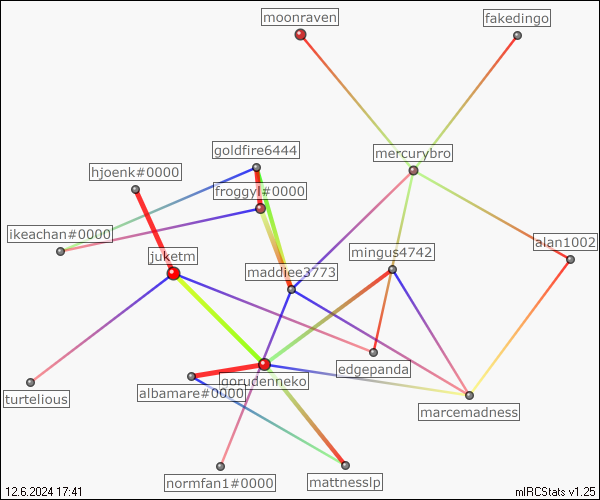 moonraven
fakedingo
goldfire6444
mercurybro
hjoenk#0000
froggyl#0000
ikeachan#0000
alan1002
juketm
mingus4742
maddiee3773
edgepanda
gorudenneko
albamare#0000
turtelious
marcemadness
normfan1#0000
mattnesslp
12.6.2024 17:41
mIRCStats v1.25